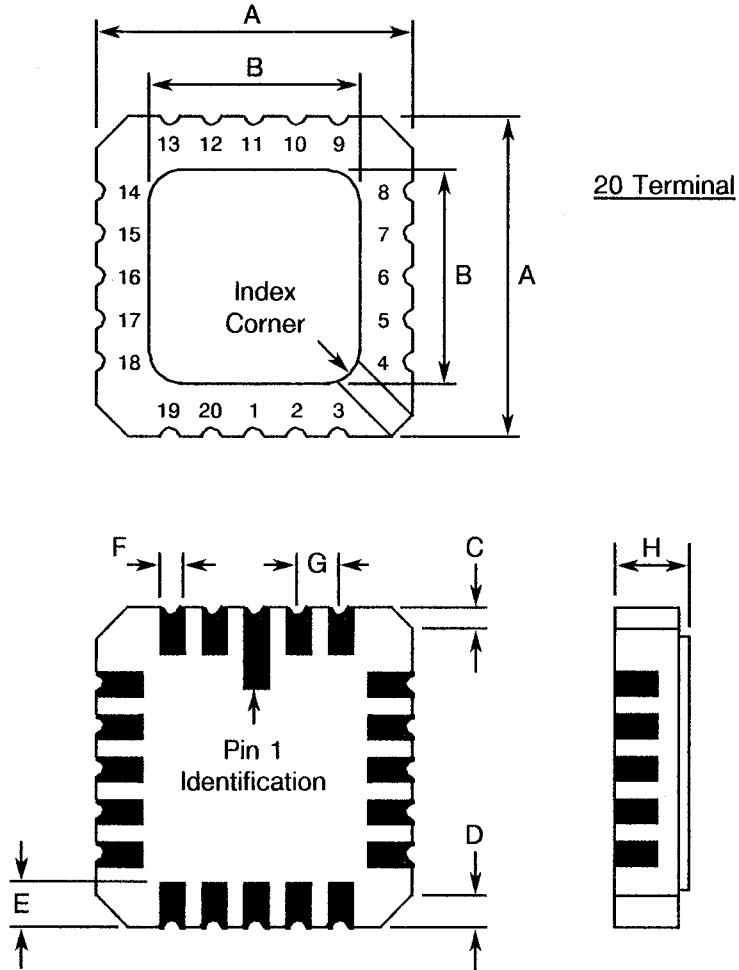 A
B
13 12 11 10 9
14 8
15 7
16 6
17 5
18 4
19 20 1 2 3
Index
Corner
B
A
20 Terminal
F
G
C
H
Pin 1
Identification
D
E